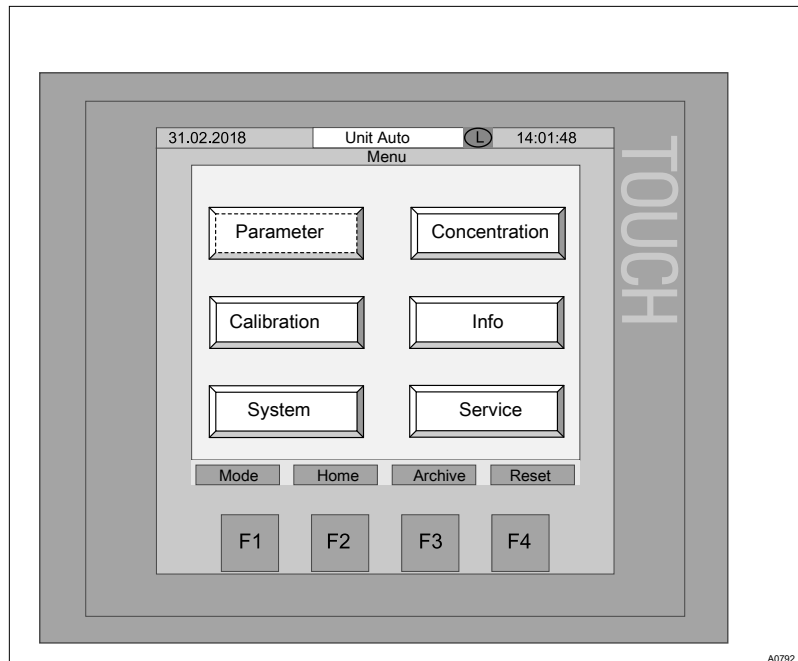 31.02.2018 Unit Auto L 14:01:48
Menu
Parameter Concentration
Calibration Info
System Service
Mode Home Archive Reset
F1 F2 F3 F4
TOUCH
A0792